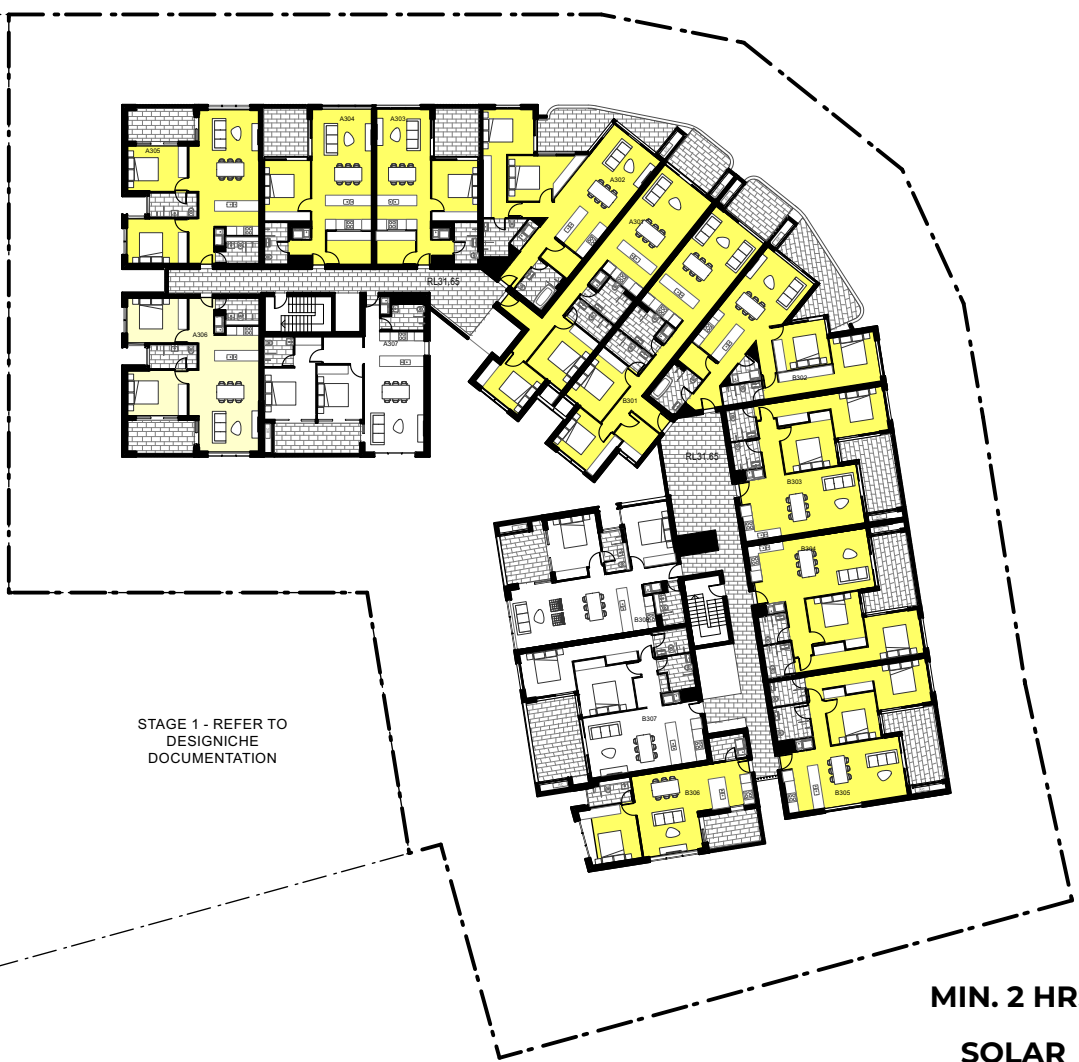 A304
A303
A305
A302
A301
RL31.65
A306
A307
B302
B301
RL31.65
B303
B304
B307
B306
B305
STAGE 1 - REFER TO
DESIGNICHE
DOCUMENTATION
MIN. 2 HR
SOLAR